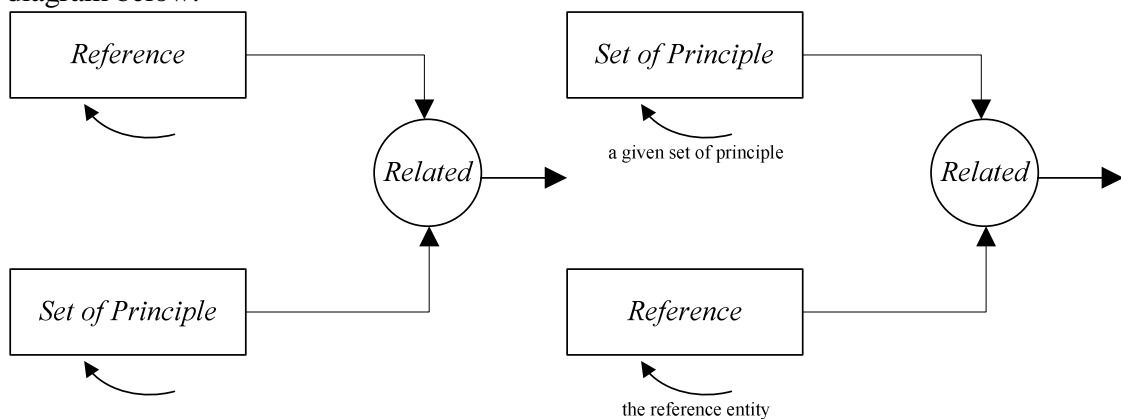 diagram below.
Reference
Set of Principle
Related
a given set of principle
Related
Set of Principle
Reference
the reference entity